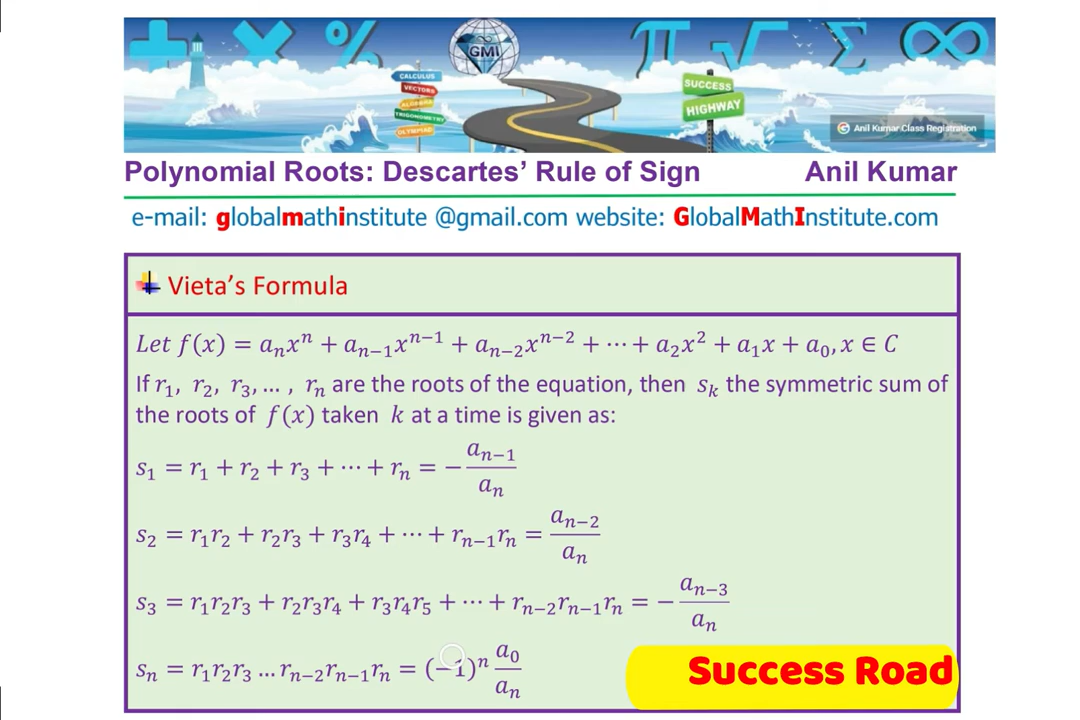 GMI
CALCULUS
VECTORS
ALGEBRA
TRIGONOMETRY
OLYMPIAD
SUCCESS
HIGHWAY
Anil Kumar Class Registration
Polynomial Roots: Descartes’ Rule of Sign Anil Kumar
e-mail: globalmathinstitute @gmail.com website: GlobalMathInstitute.com
Vieta’s Formula
Let f(x) = aₙxⁿ + aₙ₋₁xⁿ⁻¹ + aₙ₋₂xⁿ⁻² + ⋯ + a₂x² + a₁x + a₀, x ∈ C
If r₁, r₂, r₃, … , rₙ are the roots of the equation, then sₖ the symmetric sum of
the roots of f(x) taken k at a time is given as:
s₁ = r₁ + r₂ + r₃ + ⋯ + rₙ = − aₙ₋₁ / aₙ
s₂ = r₁r₂ + r₂r₃ + r₃r₄ + ⋯ + rₙ₋₁rₙ = aₙ₋₂ / aₙ
s₃ = r₁r₂r₃ + r₂r₃r₄ + r₃r₄r₅ + ⋯ + rₙ₋₂rₙ₋₁rₙ = − aₙ₋₃ / aₙ
sₙ = r₁r₂r₃ … rₙ₋₂rₙ₋₁rₙ = (−1)ⁿ a₀ / aₙ
Success Road